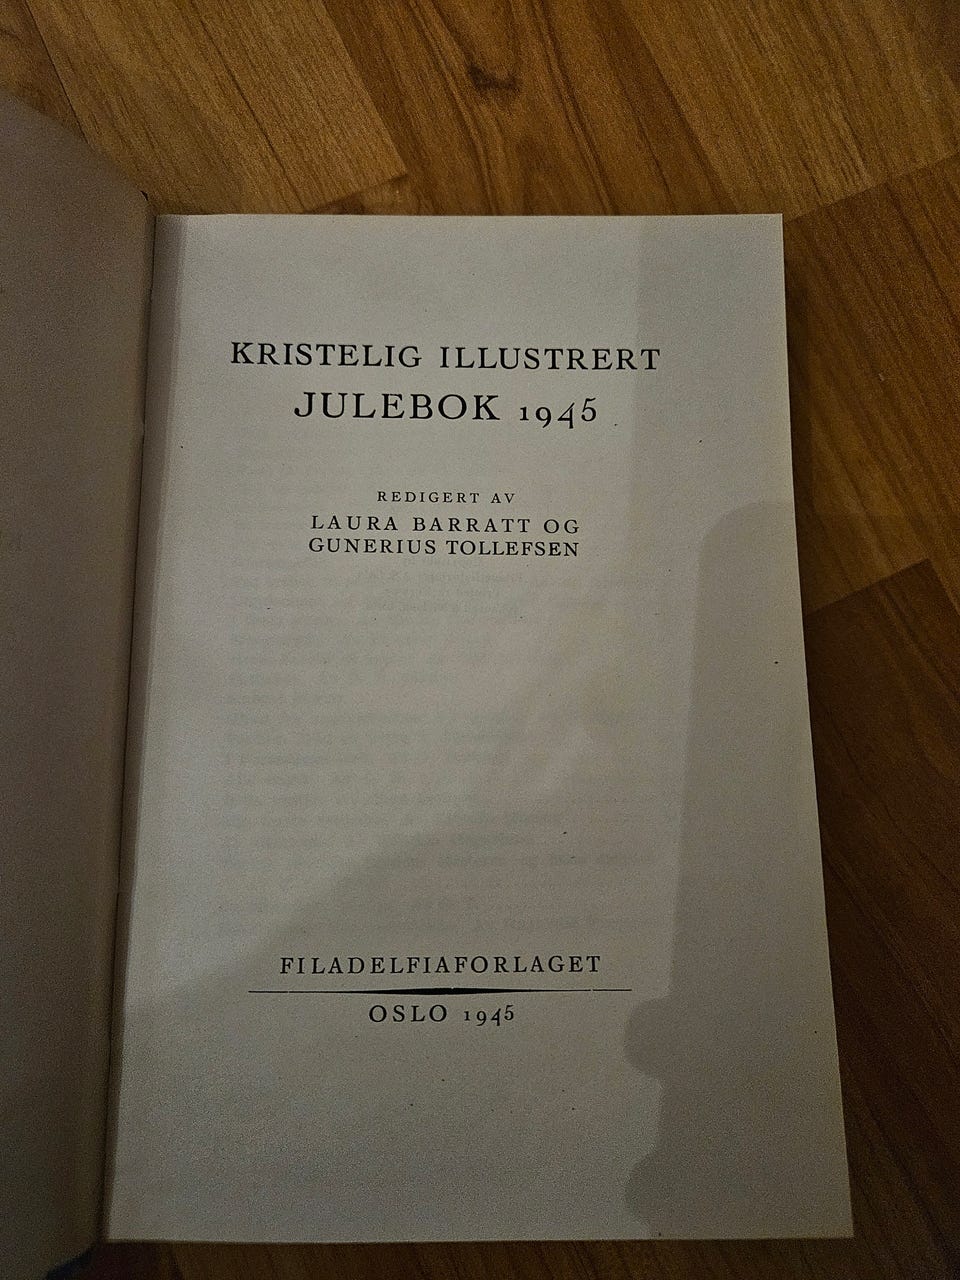 KRISTELIG ILLUSTRERT
JULEBOK 1945
REDIGERT AV
LAURA BARRATT OG
GUNERIUS TOLLEFSEN
FILADELFIAFORLAGET
OSLO 1945